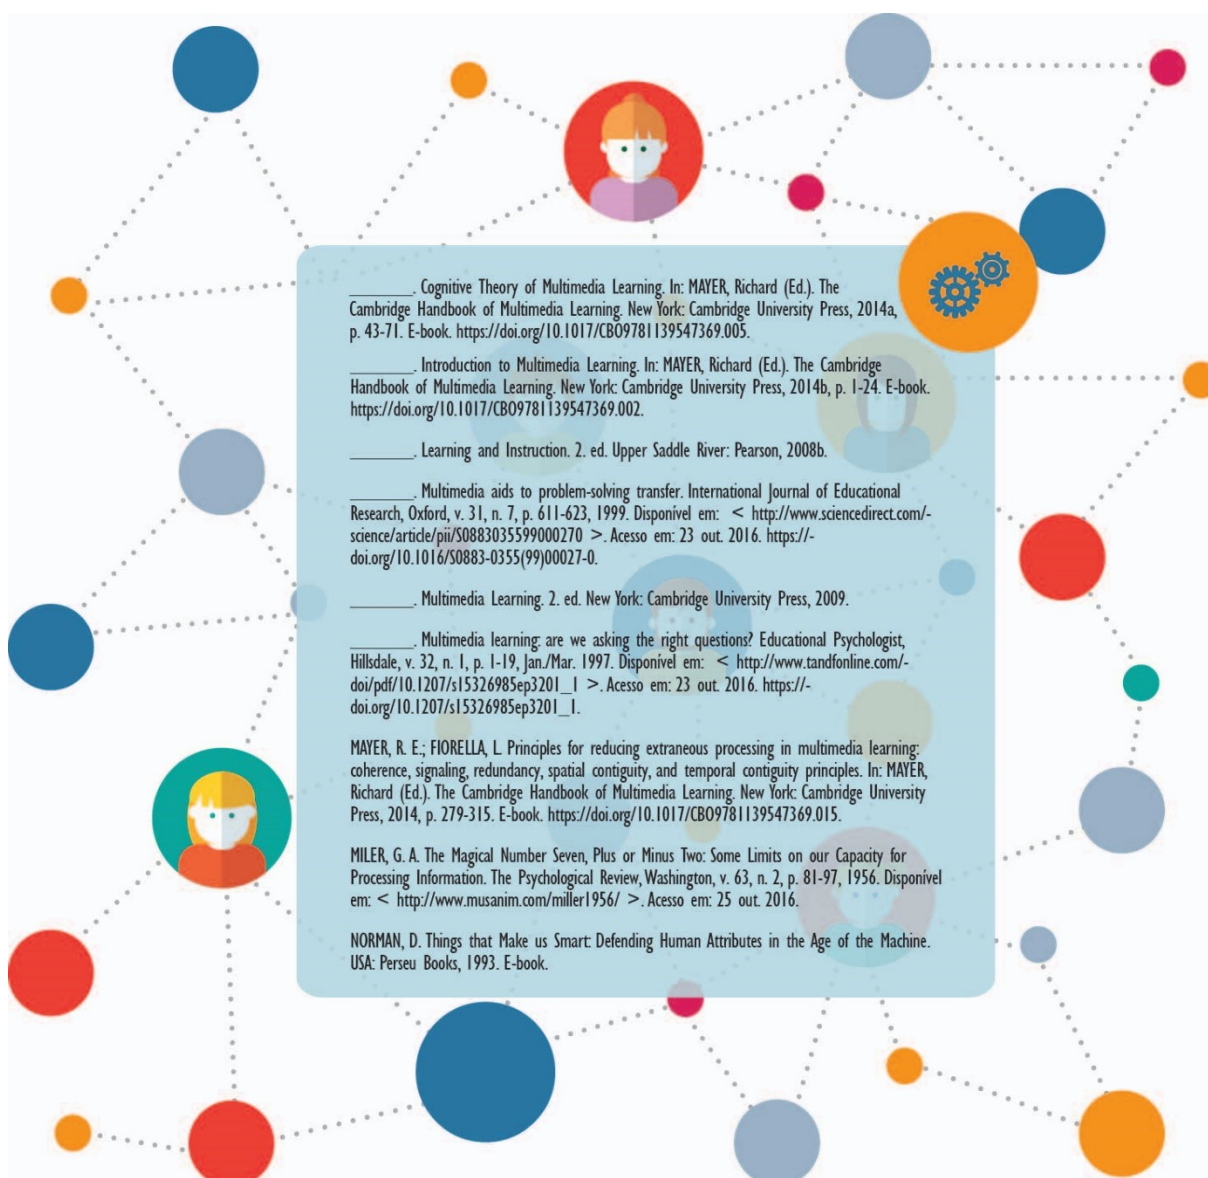 ________. Cognitive Theory of Multimedia Learning. In: MAYER, Richard (Ed.). The
Cambridge Handbook of Multimedia Learning. New York: Cambridge University Press, 2014a,
p. 43-71. E-book. https://doi.org/10.1017/CBO9781139547369.005.
________. Introduction to Multimedia Learning. In: MAYER, Richard (Ed.). The Cambridge
Handbook of Multimedia Learning. New York: Cambridge University Press, 2014b, p. 1-24. E-book.
https://doi.org/10.1017/CBO9781139547369.002.
________. Learning and Instruction. 2. ed. Upper Saddle River: Pearson, 2008b.
________. Multimedia aids to problem-solving transfer. International Journal of Educational
Research, Oxford, v. 31, n. 7, p. 611-623, 1999. Disponível em: < http://www.sciencedirect.com/-
science/article/pii/S0883035599000270 >. Acesso em: 23 out. 2016. https://-
doi.org/10.1016/S0883-0355(99)00027-0.
________. Multimedia Learning. 2. ed. New York: Cambridge University Press, 2009.
________. Multimedia learning: are we asking the right questions? Educational Psychologist,
Hillsdale, v. 32, n. 1, p. 1-19, Jan./Mar. 1997. Disponível em: < http://www.tandfonline.com/-
doi/pdf/10.1207/s15326985ep3201_1 >. Acesso em: 23 out. 2016. https://-
doi.org/10.1207/s15326985ep3201_1.
MAYER, R. E.; FIORELLA, L. Principles for reducing extraneous processing in multimedia learning:
coherence, signaling, redundancy, spatial contiguity, and temporal contiguity principles. In: MAYER,
Richard (Ed.). The Cambridge Handbook of Multimedia Learning. New York: Cambridge University
Press, 2014, p. 279-315. E-book. https://doi.org/10.1017/CBO9781139547369.015.
MILER, G. A. The Magical Number Seven, Plus or Minus Two: Some Limits on our Capacity for
Processing Information. The Psychological Review, Washington, v. 63, n. 2, p. 81-97, 1956. Disponível
em: < http://www.musanim.com/miller1956/ >. Acesso em: 25 out. 2016.
NORMAN, D. Things that Make us Smart: Defending Human Attributes in the Age of the Machine.
USA: Perseu Books, 1993. E-book.